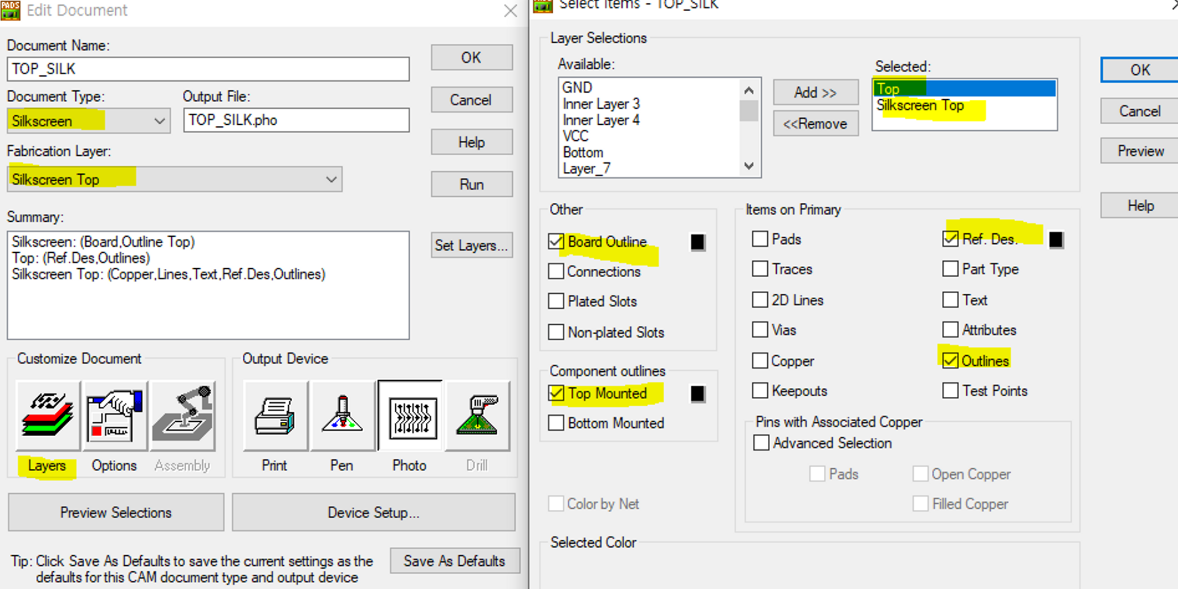 PADS
Edit Document
Document Name:
TOP_SILK
Document Type:
Output File:
Silkscreen
TOP_SILK.pho
Fabrication Layer:
Silkscreen Top
Summary:
Silkscreen: (Board,Outline Top)
Top: (Ref.Des,Outlines)
Silkscreen Top: (Copper,Lines,Text,Ref.Des,Outlines)
OK
Cancel
Help
Run
Set Layers...
Customize Document
Layers
Options
Assembly
Output Device
Print
Pen
Photo
Drill
Preview Selections
Device Setup...
Tip: Click Save As Defaults to save the current settings as the
defaults for this CAM document type and output device
Save As Defaults
PADS
Select Items - TOP_SILK
Layer Selections
Available:
GND
Inner Layer 3
Inner Layer 4
VCC
Bottom
Layer_7
Add >>
<<Remove
Selected:
Top
Silkscreen Top
OK
Cancel
Preview
Help
Other
Board Outline
Connections
Plated Slots
Non-plated Slots
Component outlines
Top Mounted
Bottom Mounted
Color by Net
Items on Primary
Pads
Ref. Des.
Traces
Part Type
2D Lines
Text
Vias
Attributes
Copper
Outlines
Keepouts
Test Points
Pins with Associated Copper
Advanced Selection
Pads
Open Copper
Filled Copper
Selected Color